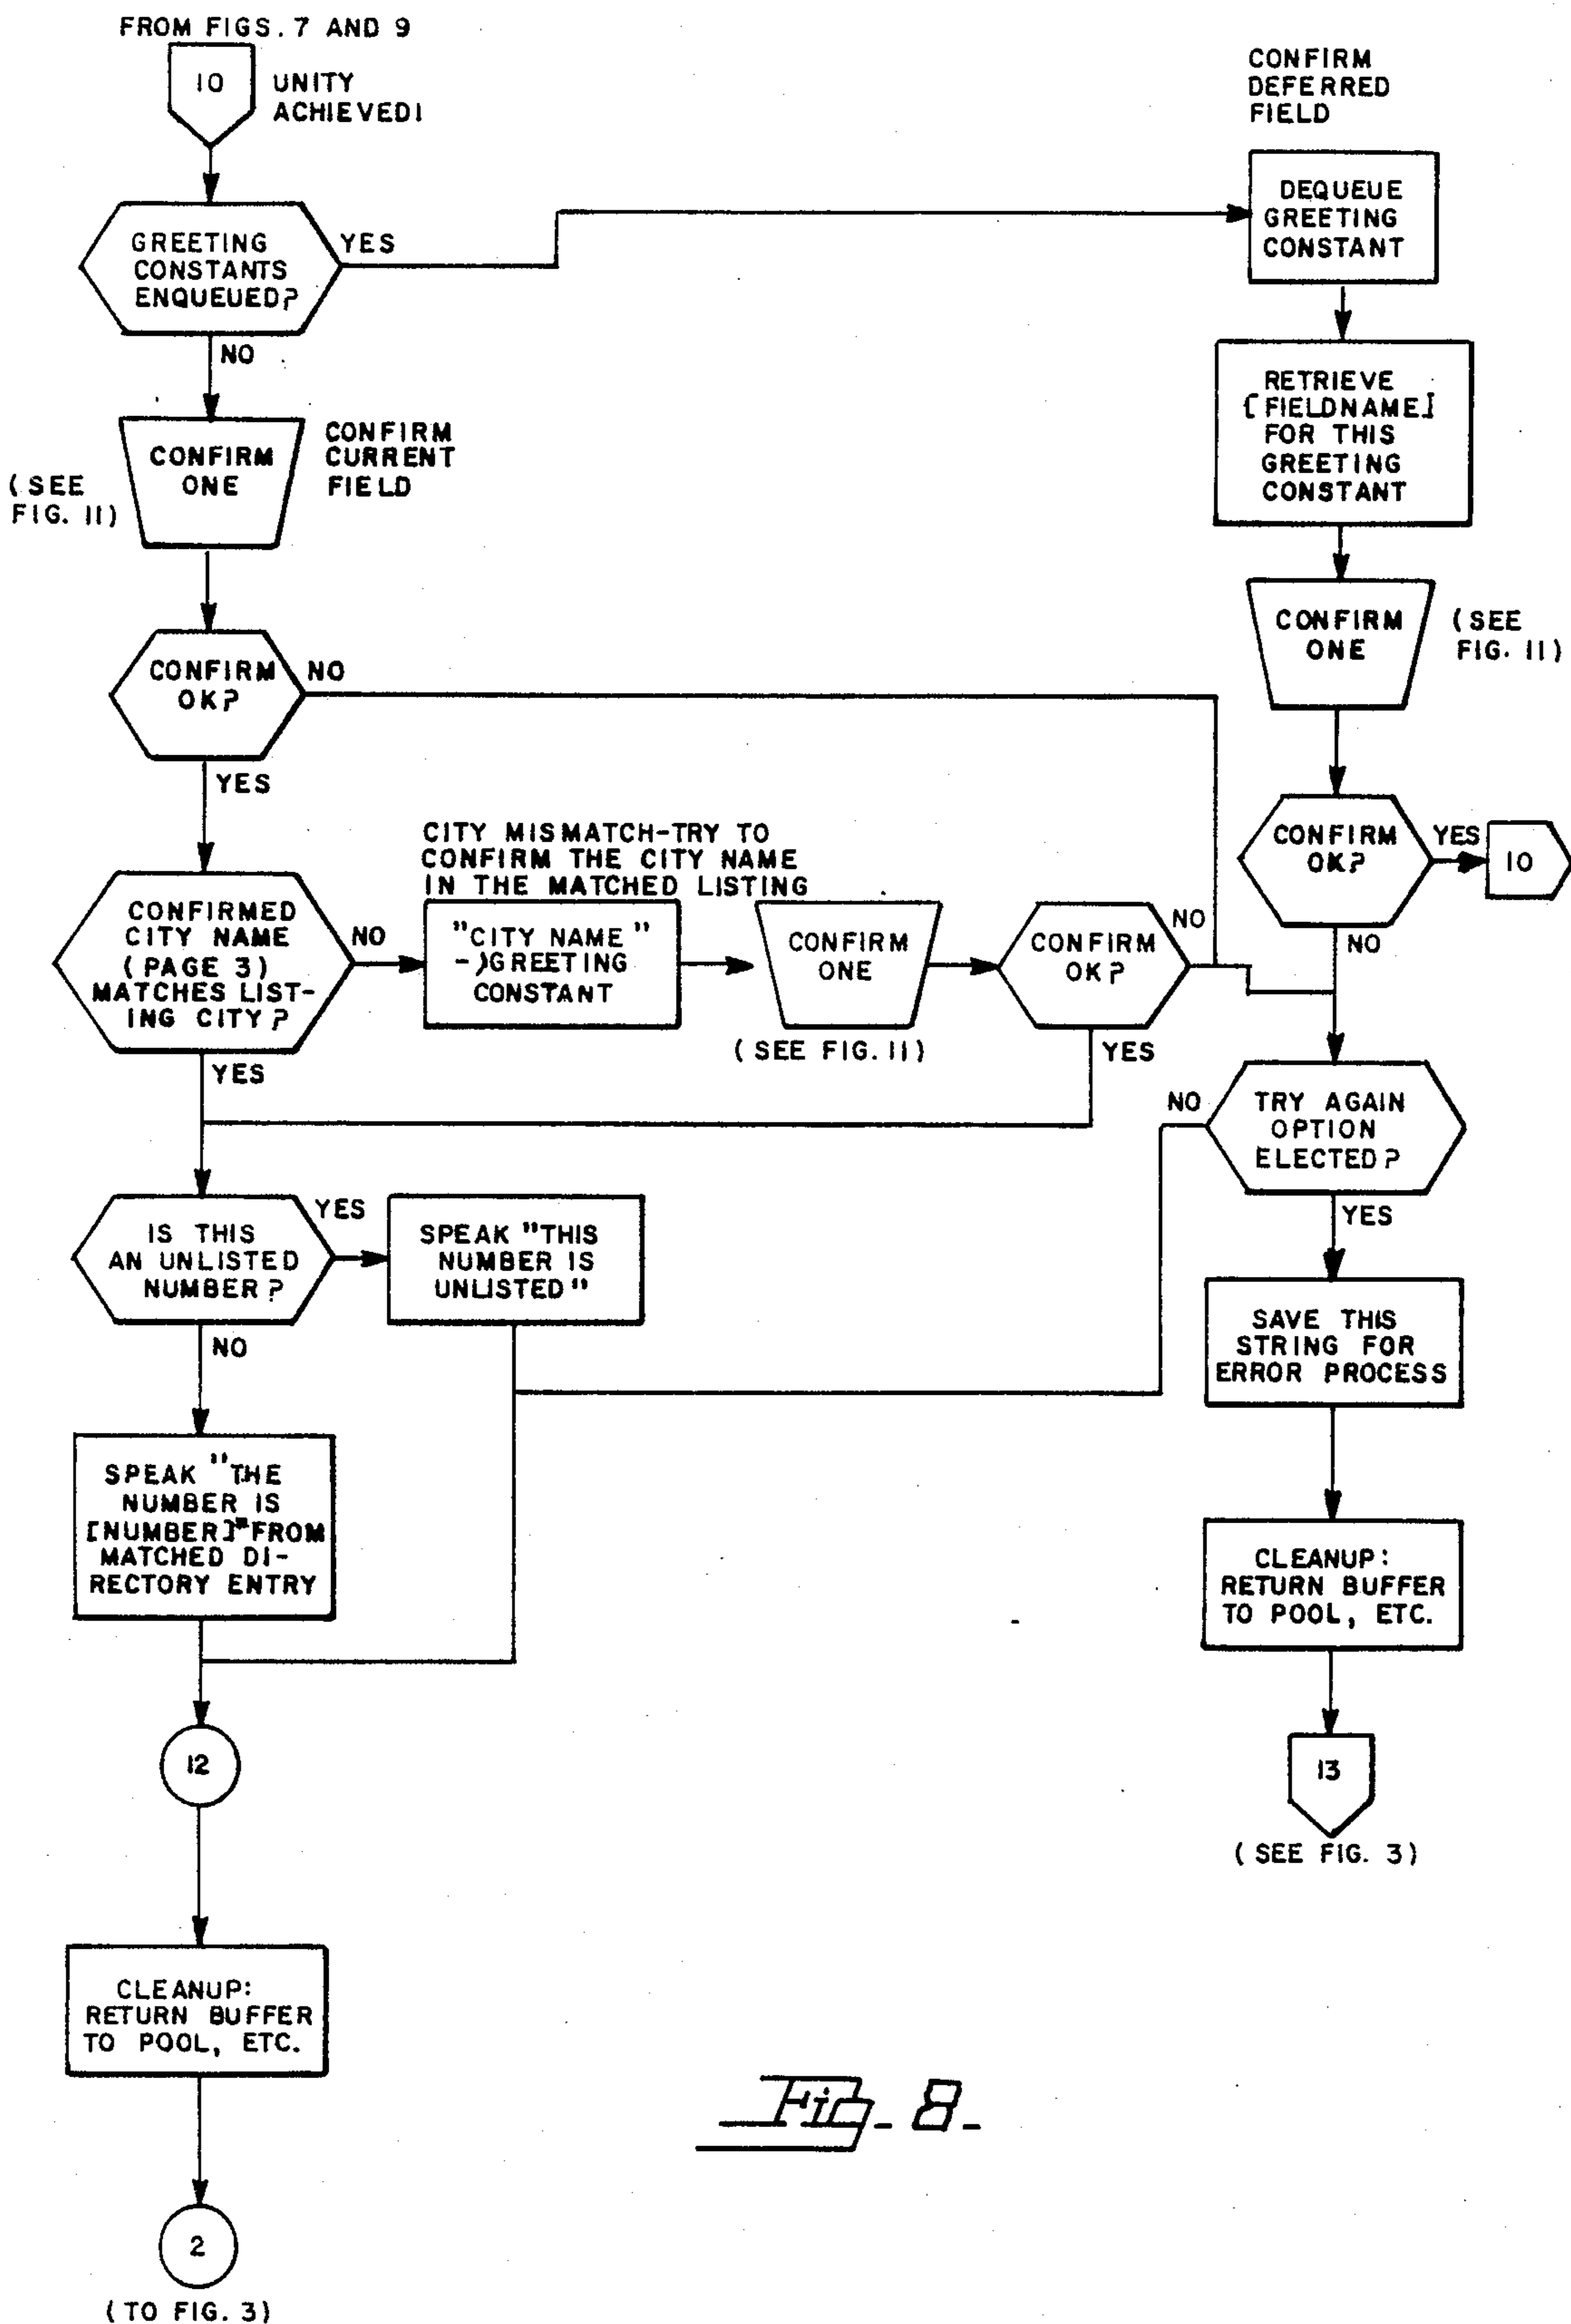 FROM FIGS. 7 AND 9
10
UNITY
ACHIEVED!
GREETING
CONSTANTS
ENQUEUED?
YES
NO
CONFIRM
DEFERRED
FIELD
DEQUEUE
GREETING
CONSTANT
RETRIEVE
[FIELDNAME]
FOR THIS
GREETING
CONSTANT
CONFIRM
ONE
(SEE
FIG. 11)
CONFIRM
OK?
YES
10
NO
CONFIRM
ONE
CONFIRM
CURRENT
FIELD
(SEE
FIG. 11)
CONFIRM
OK?
NO
YES
CONFIRMED
CITY NAME
(PAGE 3)
MATCHES LIST-
ING CITY?
NO
YES
CITY MISMATCH-TRY TO
CONFIRM THE CITY NAME
IN THE MATCHED LISTING
"CITY NAME"
-)GREETING
CONSTANT
CONFIRM
ONE
(SEE FIG. 11)
CONFIRM
OK?
NO
YES
TRY AGAIN
OPTION
ELECTED?
NO
YES
IS THIS
AN UNLISTED
NUMBER?
YES
NO
SPEAK "THIS
NUMBER IS
UNLISTED"
SAVE THIS
STRING FOR
ERROR PROCESS
SPEAK "THE
NUMBER IS
[NUMBER]" FROM
MATCHED DI-
RECTORY ENTRY
CLEANUP:
RETURN BUFFER
TO POOL, ETC.
13
(SEE FIG. 3)
12
CLEANUP:
RETURN BUFFER
TO POOL, ETC.
2
(TO FIG. 3)
Fig. 8.